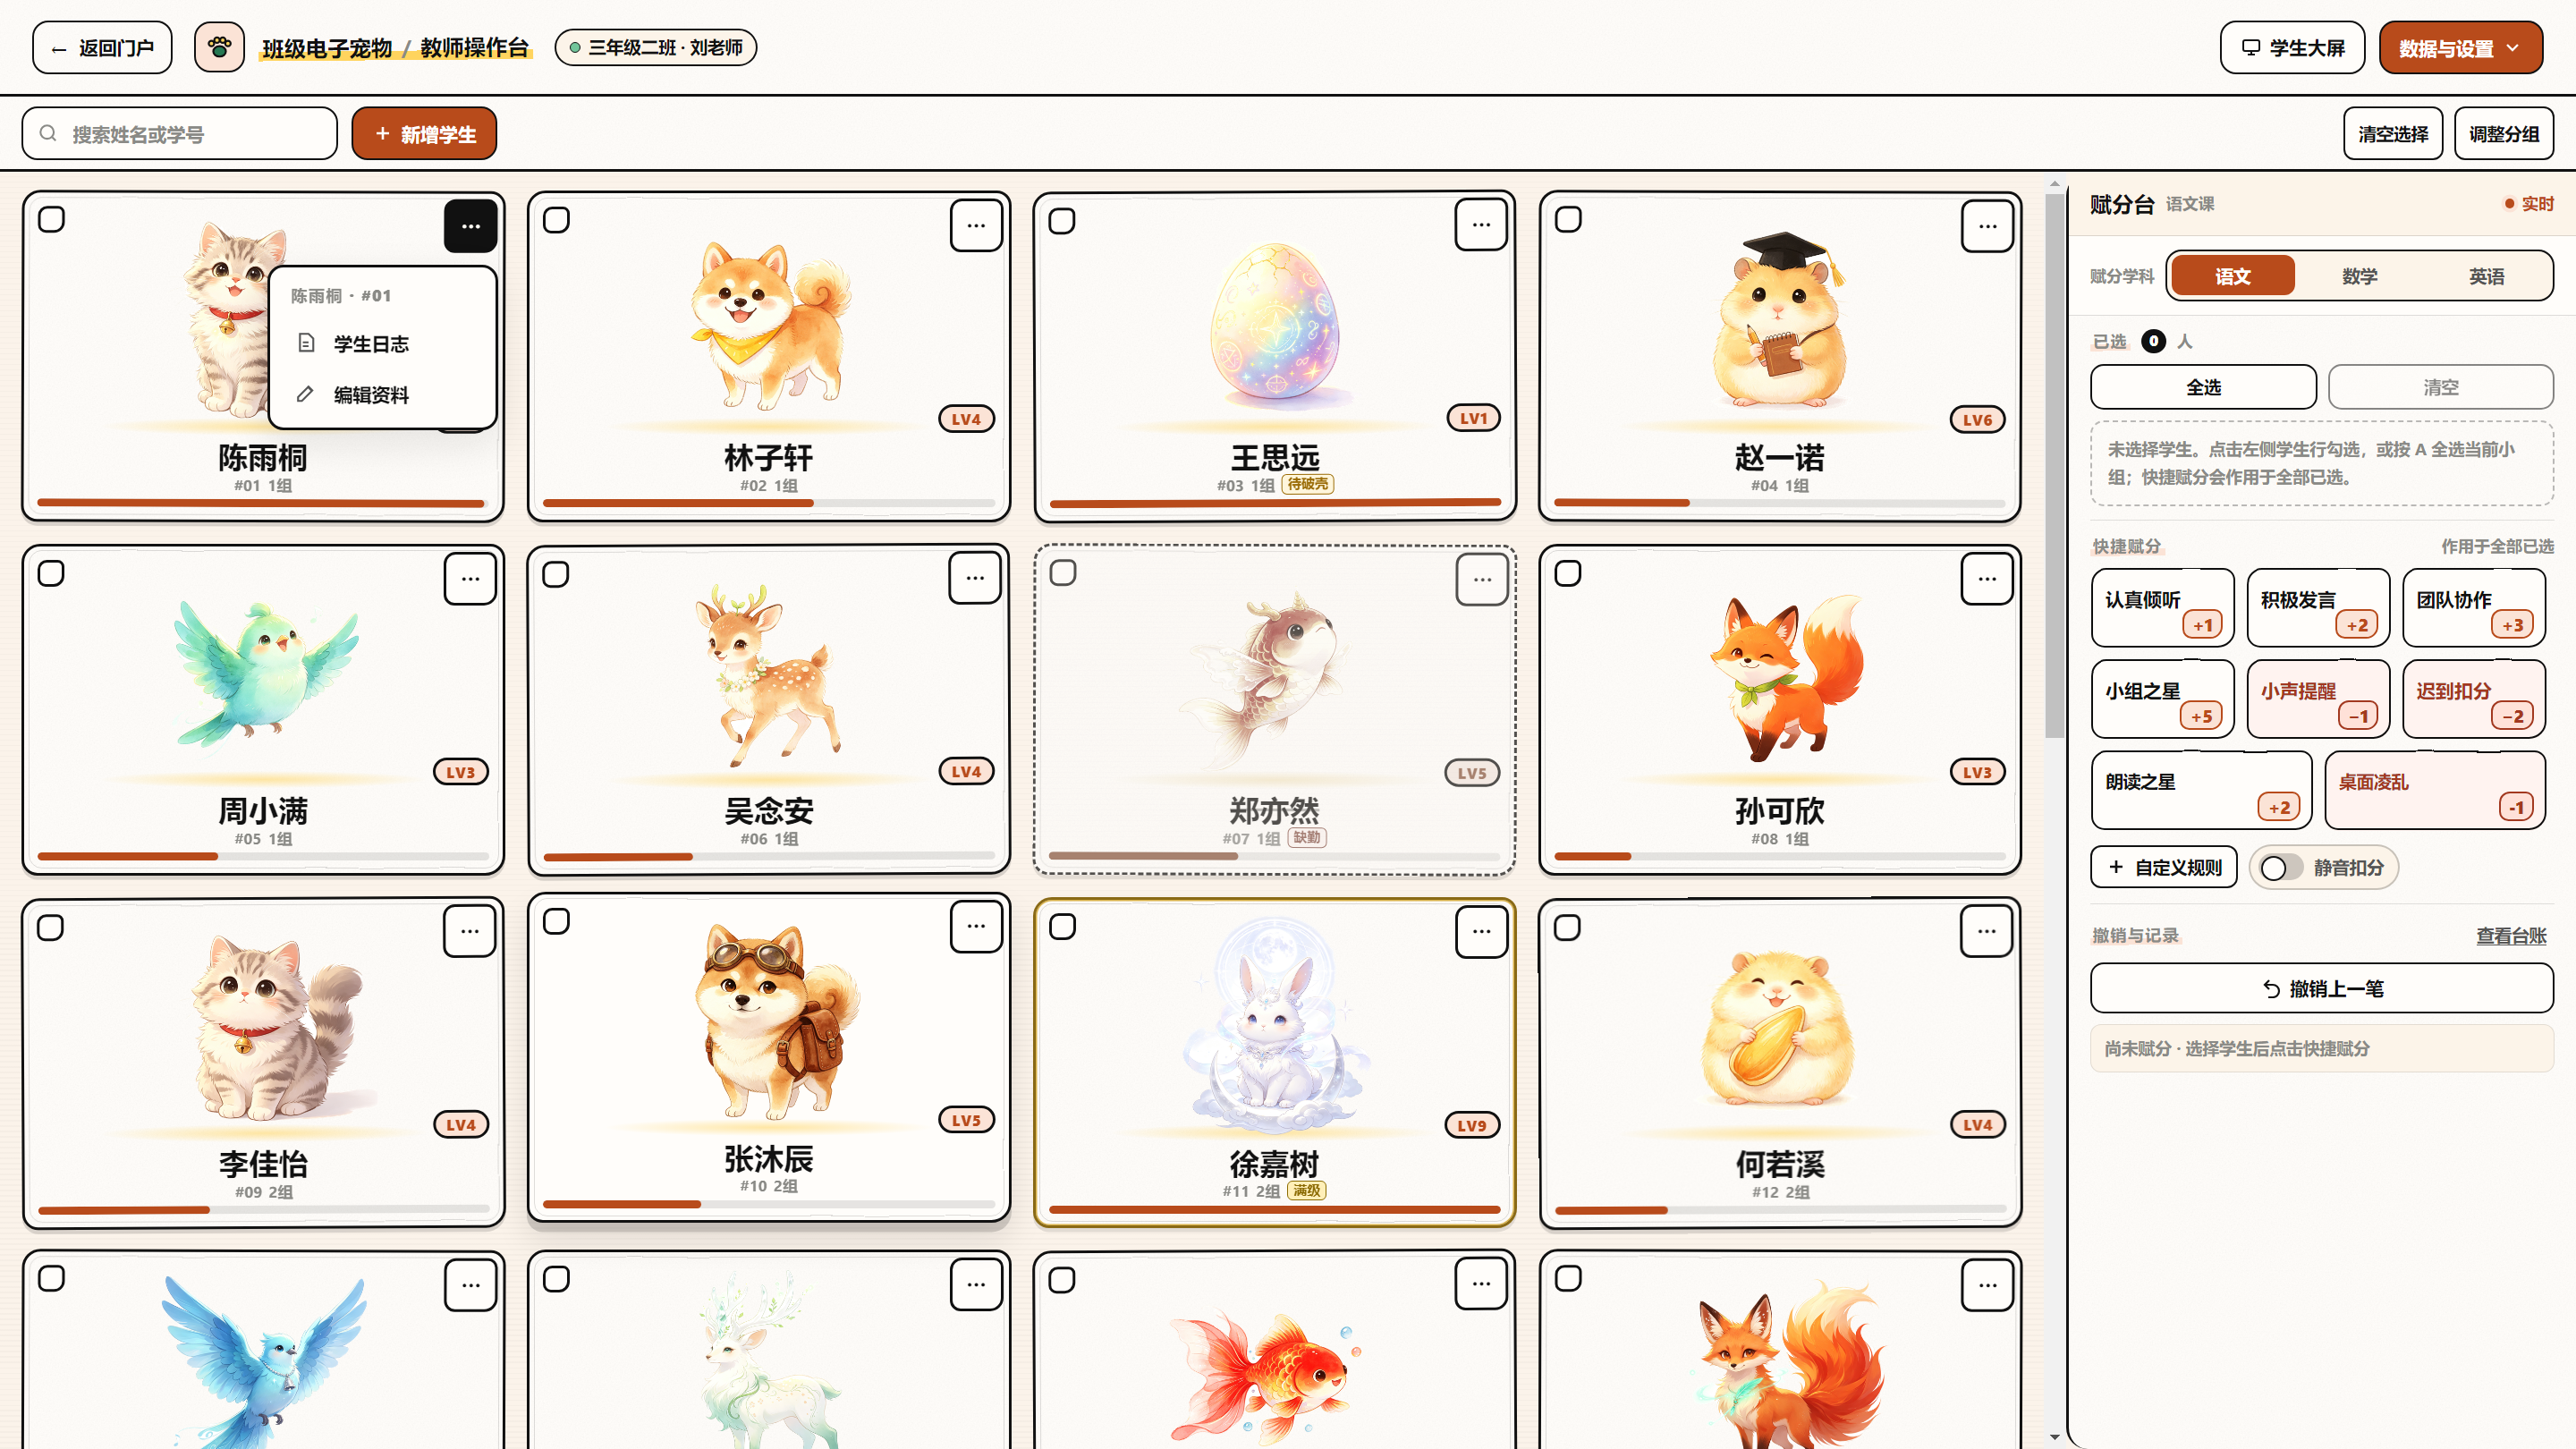 ← 返回门户
班级电子宠物 / 教师操作台
三年级二班 · 刘老师
学生大屏
数据与设置
搜索姓名或学号
+ 新增学生
清空选择
调整分组
陈雨桐 · #01
学生日志
编辑资料
陈雨桐
#01 1组
LV4
林子轩
#02 1组
LV1
王思远
#03 1组 待破壳
LV6
赵一诺
#04 1组
LV3
周小满
#05 1组
LV4
吴念安
#06 1组
LV5
郑亦然
#07 1组 缺勤
LV3
孙可欣
#08 1组
LV4
李佳怡
#09 2组
LV5
张沐辰
#10 2组
LV9
徐嘉树
#11 2组 满级
LV4
何若溪
#12 2组
赋分台 语文课
实时
赋分学科
语文
数学
英语
已选 0 人
全选
清空
未选择学生。点击左侧学生行勾选，或按 A 全选当前小
组；快捷赋分会作用于全部已选。
快捷赋分
作用于全部已选
认真倾听
+1
积极发言
+2
团队协作
+3
小组之星
+5
小声提醒
−1
迟到扣分
−2
朗读之星
+2
桌面凌乱
-1
+ 自定义规则
静音扣分
撤销与记录
查看台账
撤销上一笔
尚未赋分 · 选择学生后点击快捷赋分